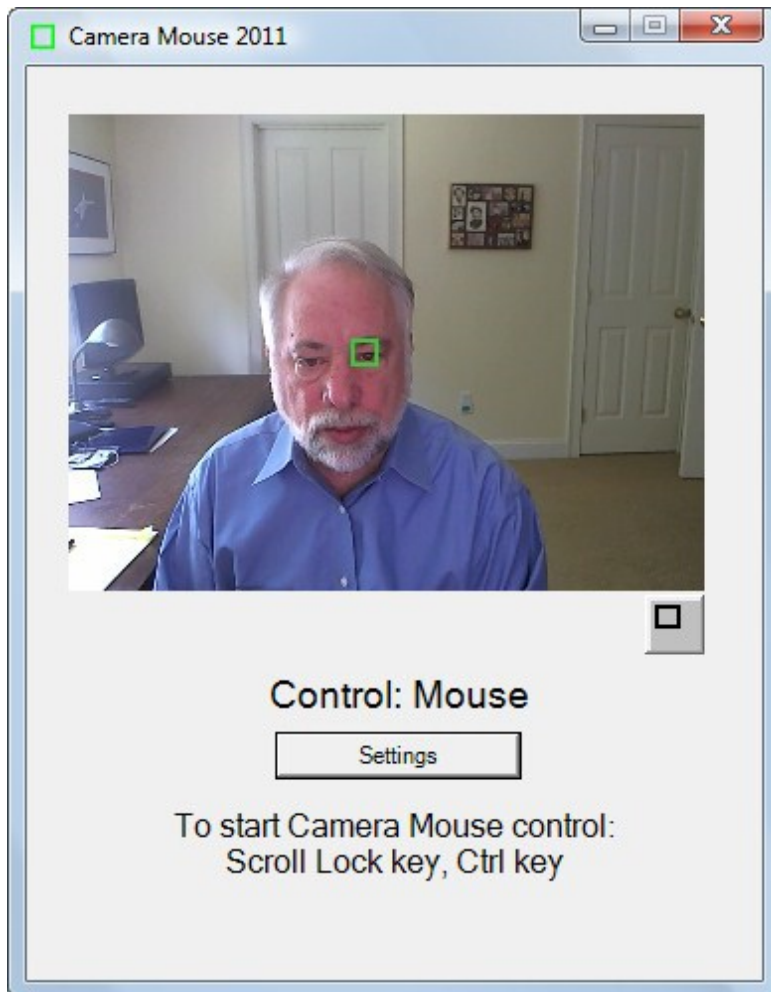 Camera Mouse 2011
Control: Mouse
Settings
To start Camera Mouse control:
Scroll Lock key, Ctrl key